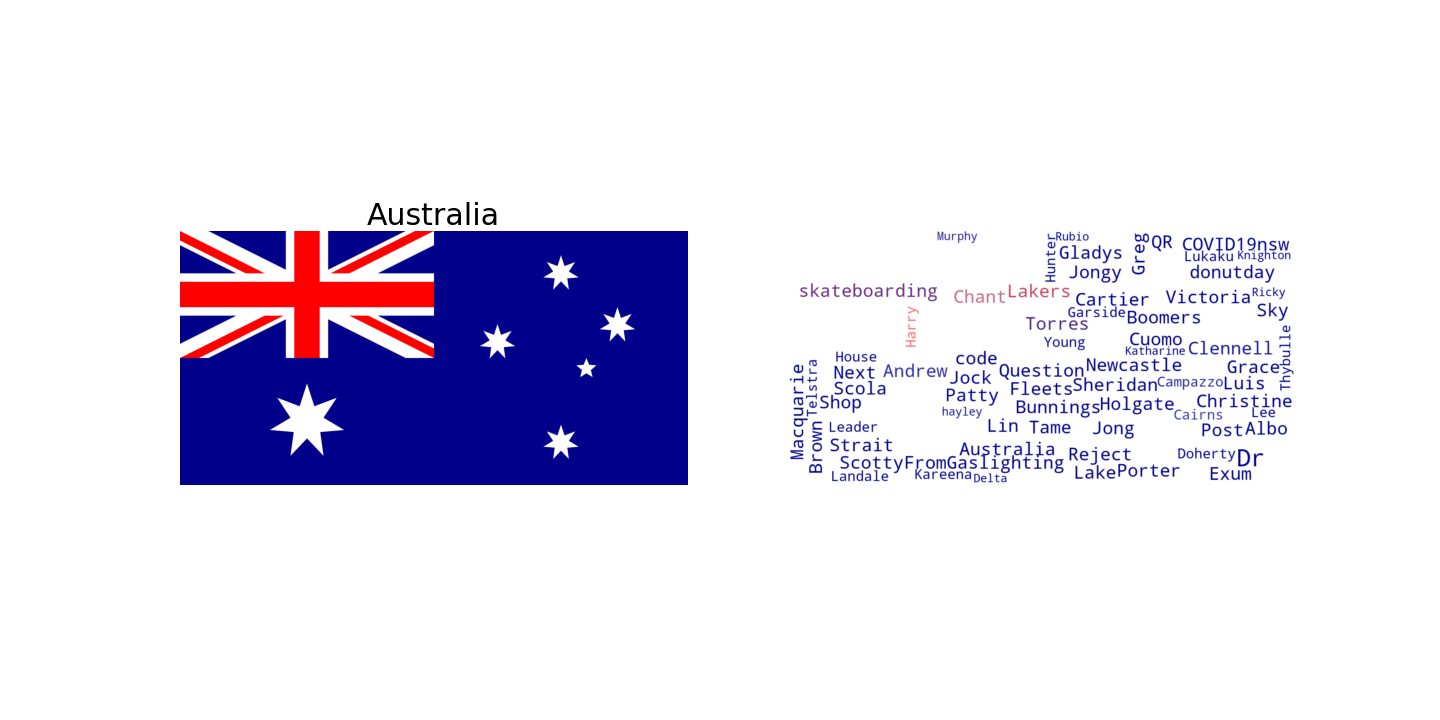 Australia
Murphy
Hunter
Rubio
Gladys
Greg
QR
COVID19nsw
Lukaku
Knighton
Jongy
donutday
skateboarding
Chant
Lakers
Cartier
Victoria
Ricky
Harry
Garside
Boomers
Sky
Torres
Young
Cuomo
Katharine
Clennell
Thybulle
House
code
Next
Andrew
Jock
Question
Newcastle
Grace
Macquarie
Telstra
Scola
Patty
Fleets
Sheridan
Campazzo
Luis
Shop
hayley
Bunnings
Holgate
Christine
Cairns
Lee
Brown
Leader
Lin
Tame
Jong
Post
Albo
Strait
Australia
Reject
Doherty
Dr
ScottyFromGaslighting
Lake
Porter
Landale
Kareena
Delta
Exum